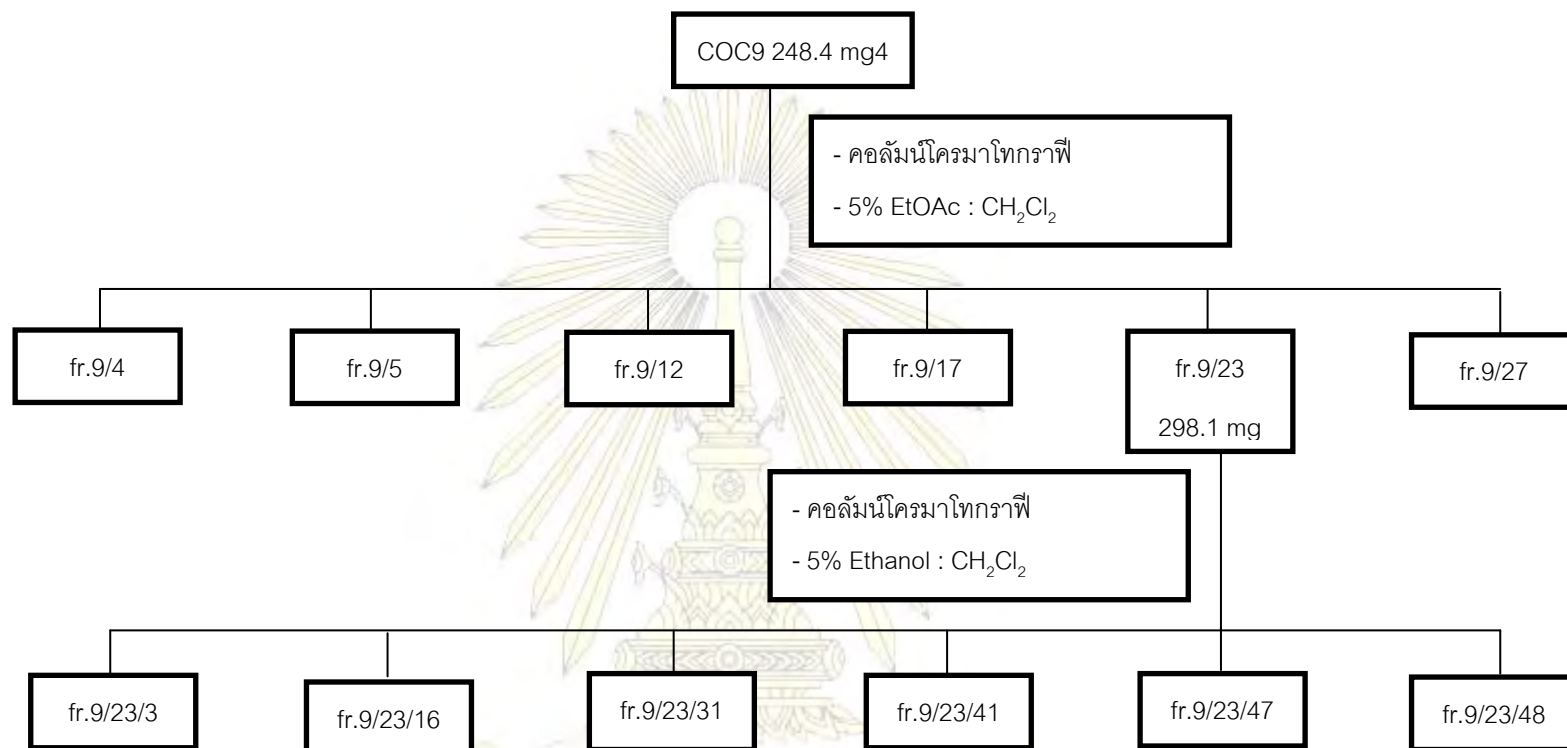 COC9 248.4 mg4
- คอลัมน์โครมาโทกราฟี
- 5% EtOAc : CH₂Cl₂
fr.9/4
fr.9/5
fr.9/12
fr.9/17
fr.9/23
298.1 mg
fr.9/27
- คอลัมน์โครมาโทกราฟี
- 5% Ethanol : CH₂Cl₂
fr.9/23/3
fr.9/23/16
fr.9/23/31
fr.9/23/41
fr.9/23/47
fr.9/23/48